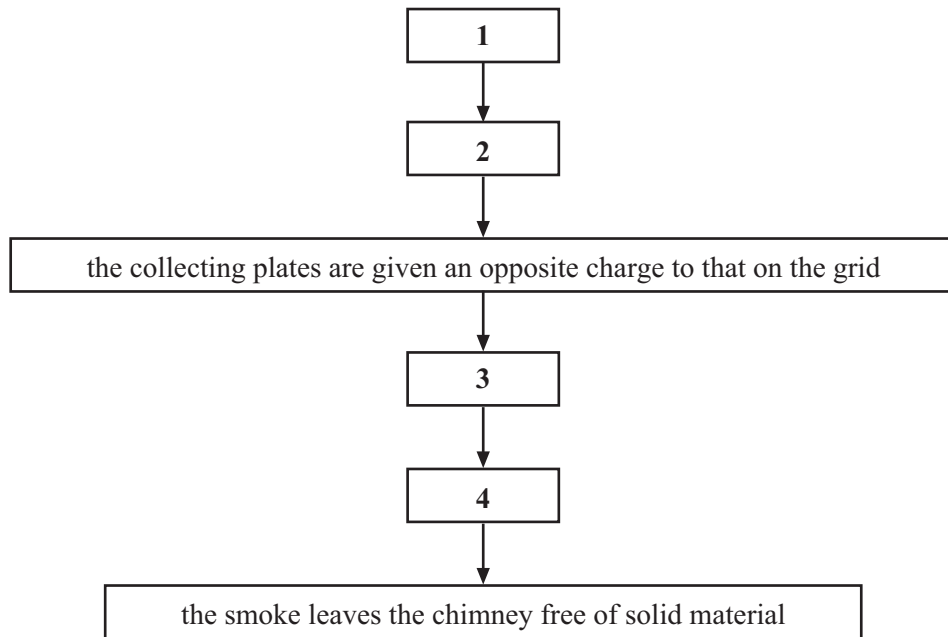 1
2
the collecting plates are given an opposite charge to that on the grid
3
4
the smoke leaves the chimney free of solid material